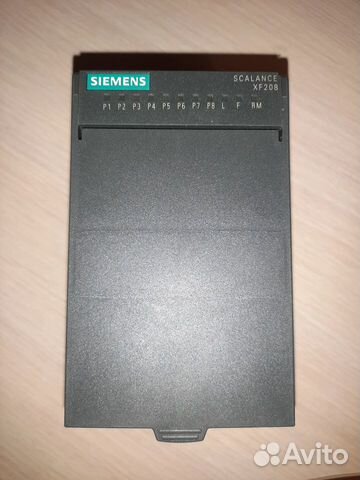 SIEMENS
SCALANCE
XF208
P1 P2 P3 P4 P5 P6 P7 P8 L F RM
Avito